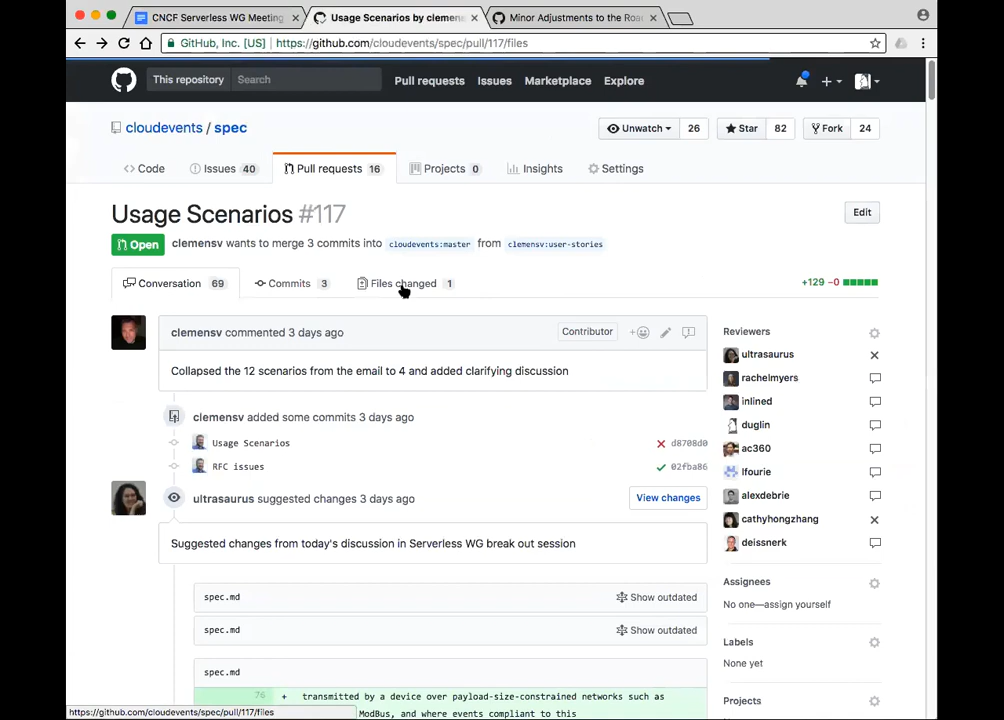 CNCF Serverless WG Meeting
Usage Scenarios by clemens
Minor Adjustments to the Roa
GitHub, Inc. [US] https://github.com/cloudevents/spec/pull/117/files
This repository Search Pull requests Issues Marketplace Explore
cloudevents / spec
Unwatch 26 Star 82 Fork 24
Code Issues 40 Pull requests 16 Projects 0 Insights Settings
Usage Scenarios #117
Edit
Open clemensv wants to merge 3 commits into cloudevents:master from clemensv:user-stories
Conversation 69 Commits 3 Files changed 1 +129 −0
clemensv commented 3 days ago Contributor
Collapsed the 12 scenarios from the email to 4 and added clarifying discussion
clemensv added some commits 3 days ago
Usage Scenarios d8708d0
RFC issues 02fba86
ultrasaurus suggested changes 3 days ago View changes
Suggested changes from today's discussion in Serverless WG break out session
spec.md Show outdated
spec.md Show outdated
spec.md
76 + transmitted by a device over payload-size-constrained networks such as
ModBus, and where events compliant to this
Reviewers
ultrasaurus
rachelmyers
inlined
duglin
ac360
lfourie
alexdebrie
cathyhongzhang
deissnerk
Assignees
No one—assign yourself
Labels
None yet
Projects
https://github.com/cloudevents/spec/pull/117/files